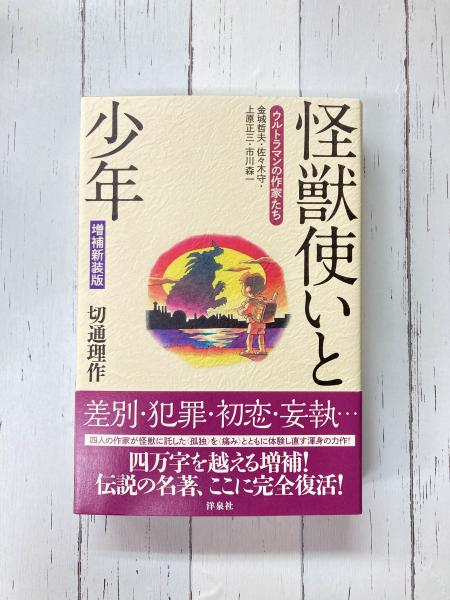 怪獣使いと
少年
ウルトラマンの作家たち
金城哲夫・佐々木守・
上原正三・市川森一
増補新装版
切通理作
差別・犯罪・初恋・妄執…
四人の作家が怪獣に託した〈孤独〉を〈痛み〉とともに体験し直す渾身の力作!
四万字を越える増補!
伝説の名著、ここに完全復活!
洋泉社